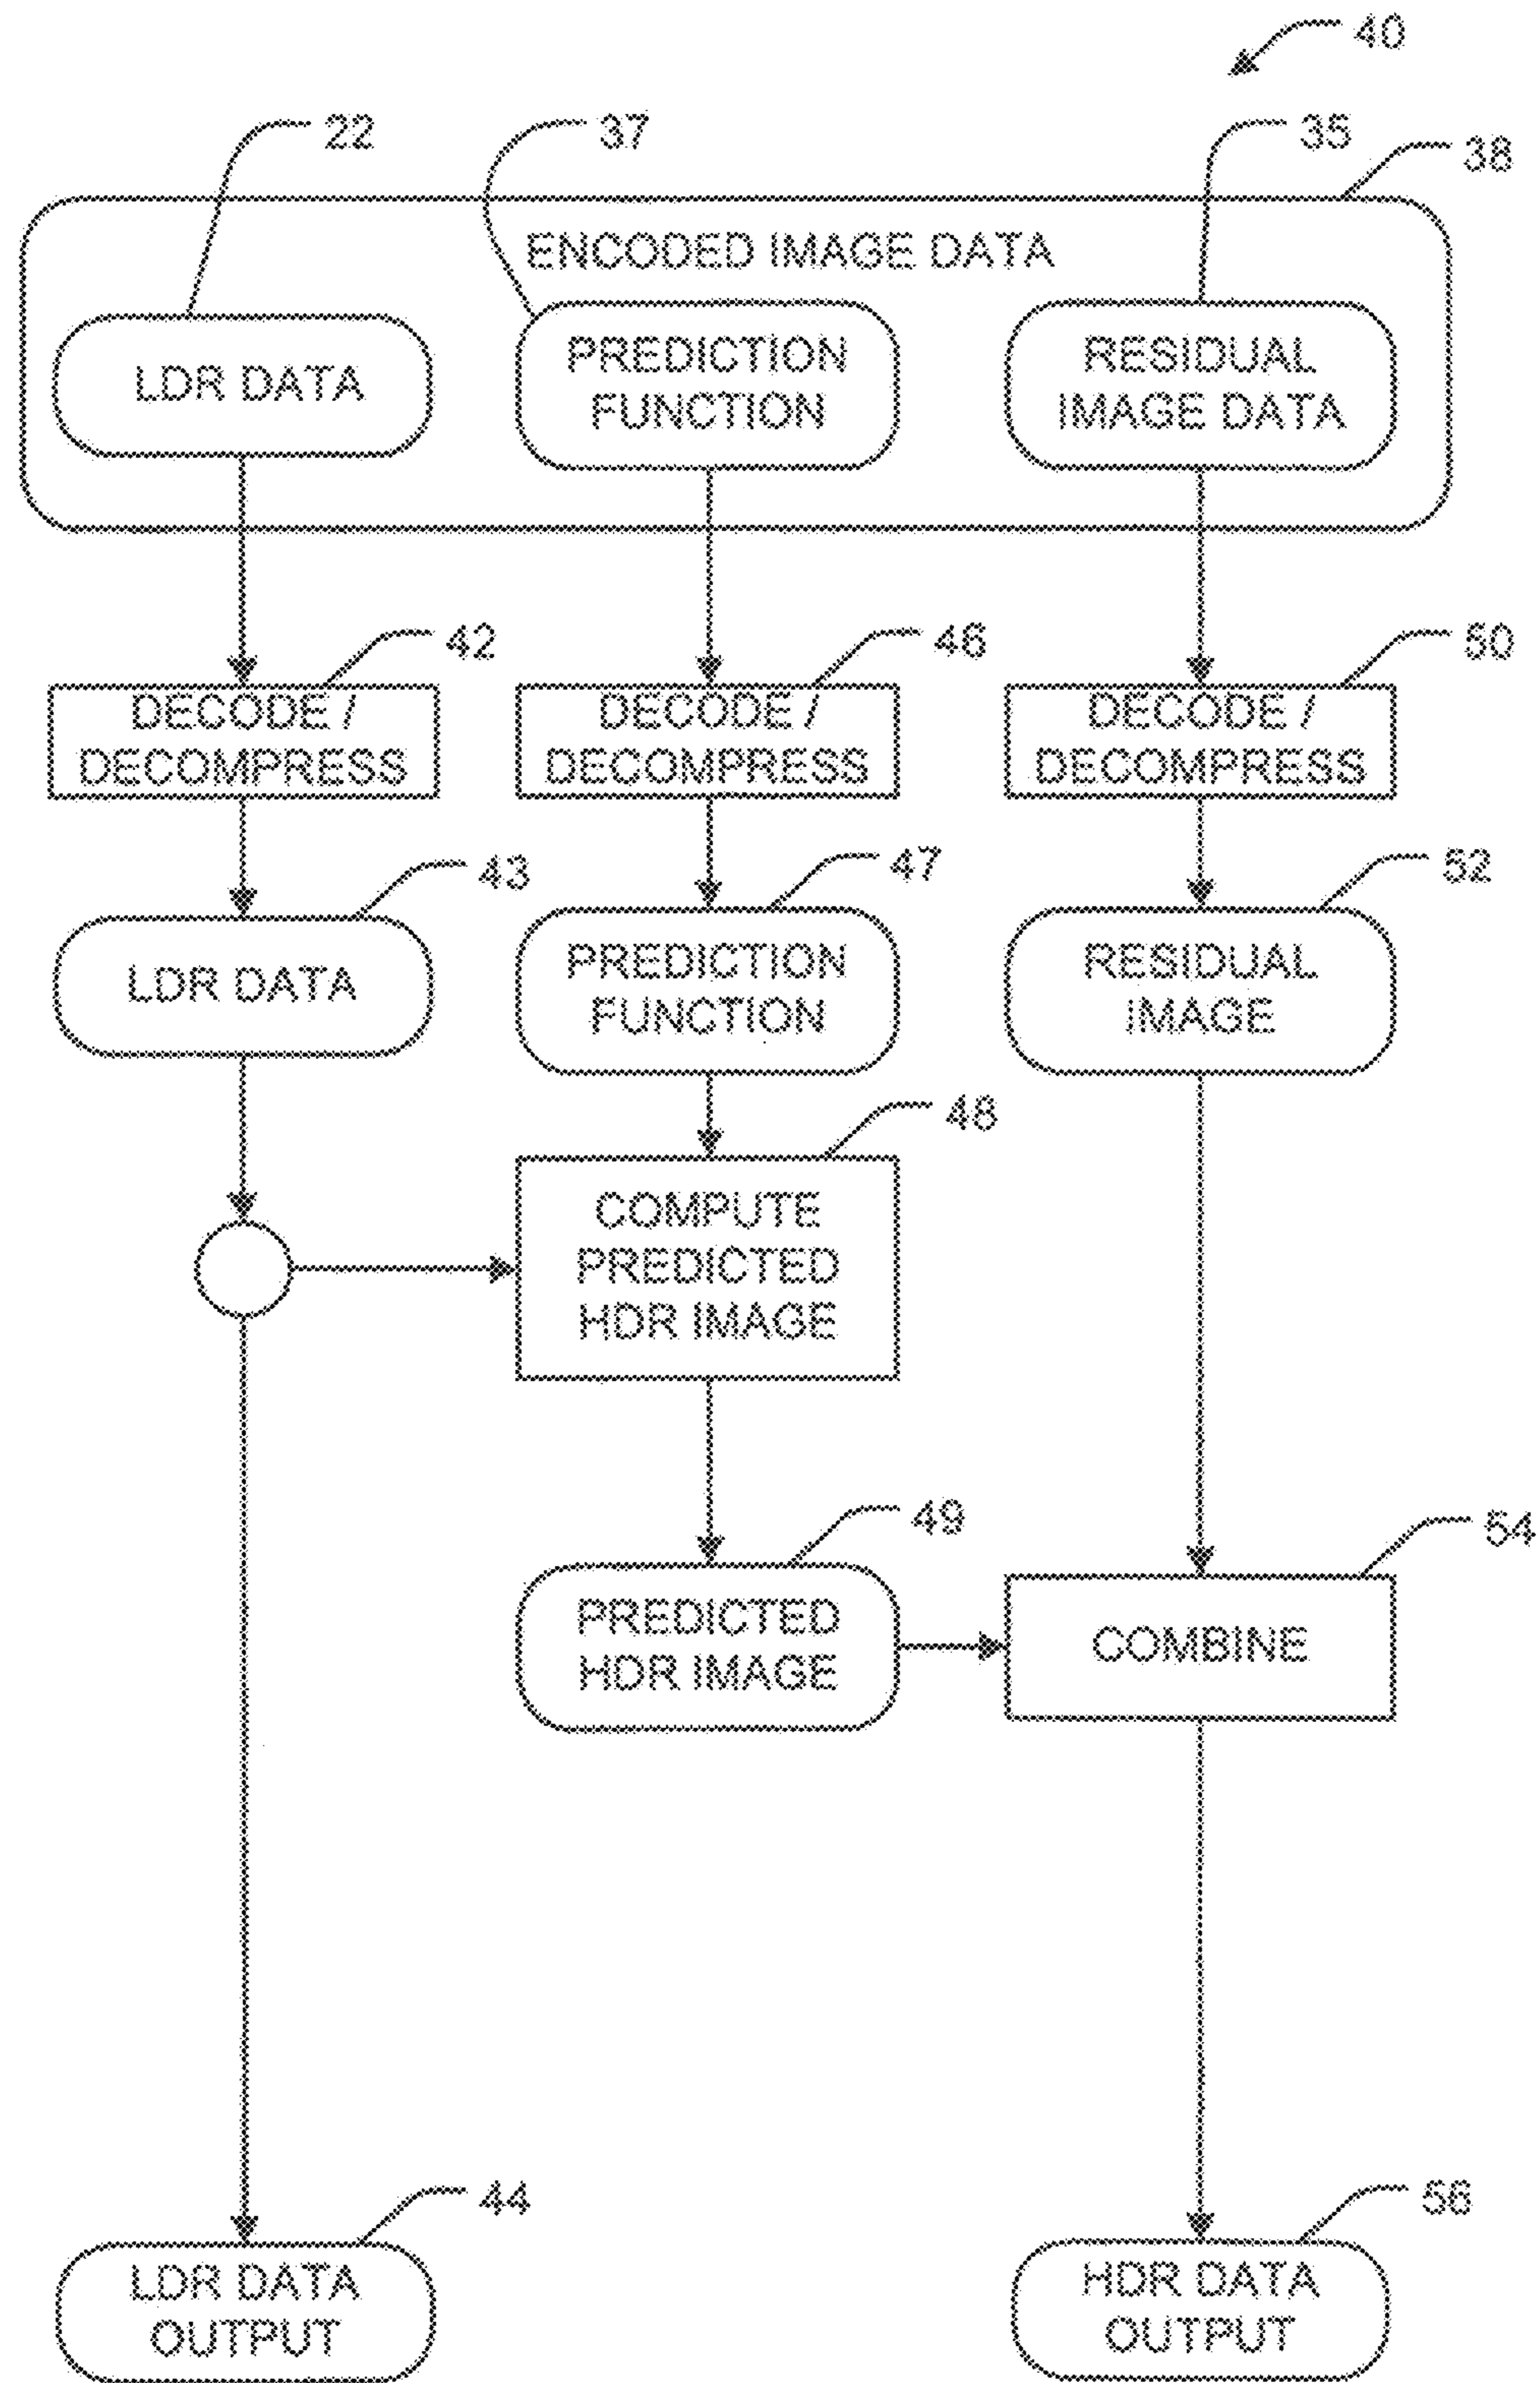 40
22
37
35
38
ENCODED IMAGE DATA
LDR DATA
PREDICTION
FUNCTION
RESIDUAL
IMAGE DATA
42
46
50
DECODE /
DECOMPRESS
DECODE /
DECOMPRESS
DECODE /
DECOMPRESS
43
47
52
LDR DATA
PREDICTION
FUNCTION
RESIDUAL
IMAGE
48
COMPUTE
PREDICTED
HDR IMAGE
49
54
PREDICTED
HDR IMAGE
COMBINE
44
56
LDR DATA
OUTPUT
HDR DATA
OUTPUT